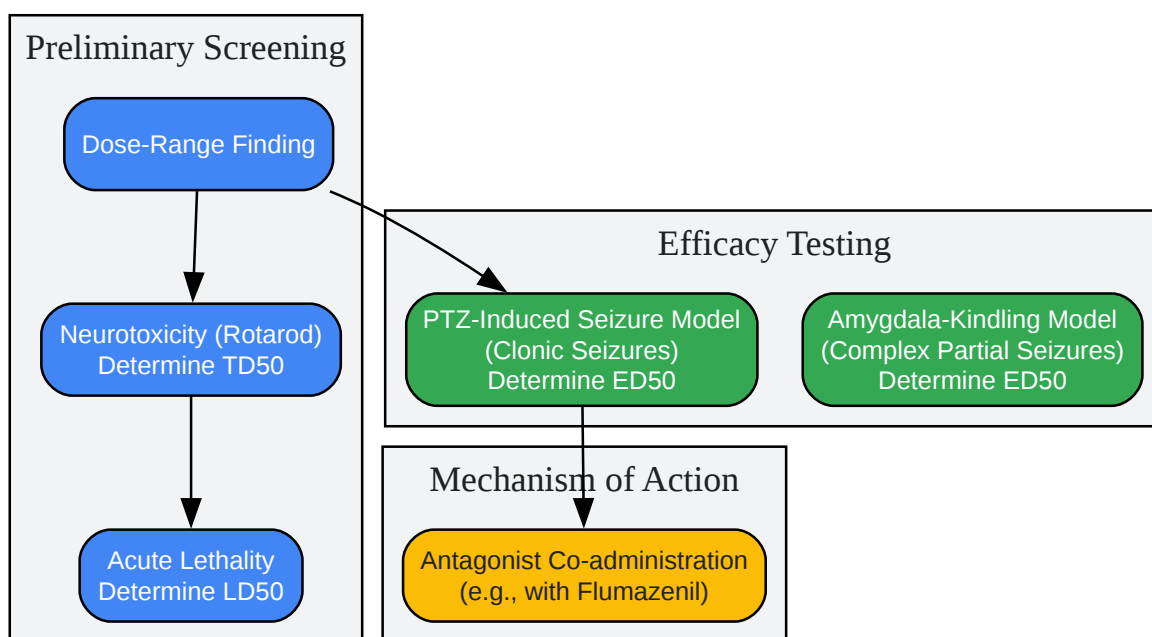 Preliminary Screening
Dose-Range Finding
Neurotoxicity (Rotarod)
Determine TD50
Acute Lethality
Determine LD50
Efficacy Testing
PTZ-Induced Seizure Model
(Clonic Seizures)
Determine ED50
Amygdala-Kindling Model
(Complex Partial Seizures)
Determine ED50
Mechanism of Action
Antagonist Co-administration
(e.g., with Flumazenil)